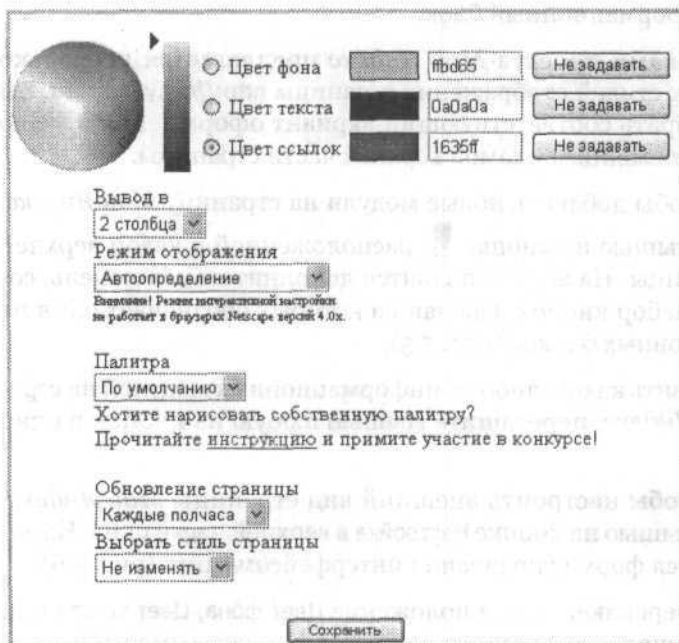 Цвет фона ffbd65 Не задавать
Цвет текста 0a0a0a Не задавать
Цвет ссылок 1635ff Не задавать
Вывод в
2 столбца
Режим отображения
Автоопределение
Внимание! Режим интерактивной настройки
не работает в браузерах Netscape версий 4.0x.
Палитра
По умолчанию
Хотите нарисовать собственную палитру?
Прочитайте инструкцию и примите участие в конкурсе!
Обновление страницы
Каждые полчаса
Выбрать стиль страницы
Не изменять
Сохранить